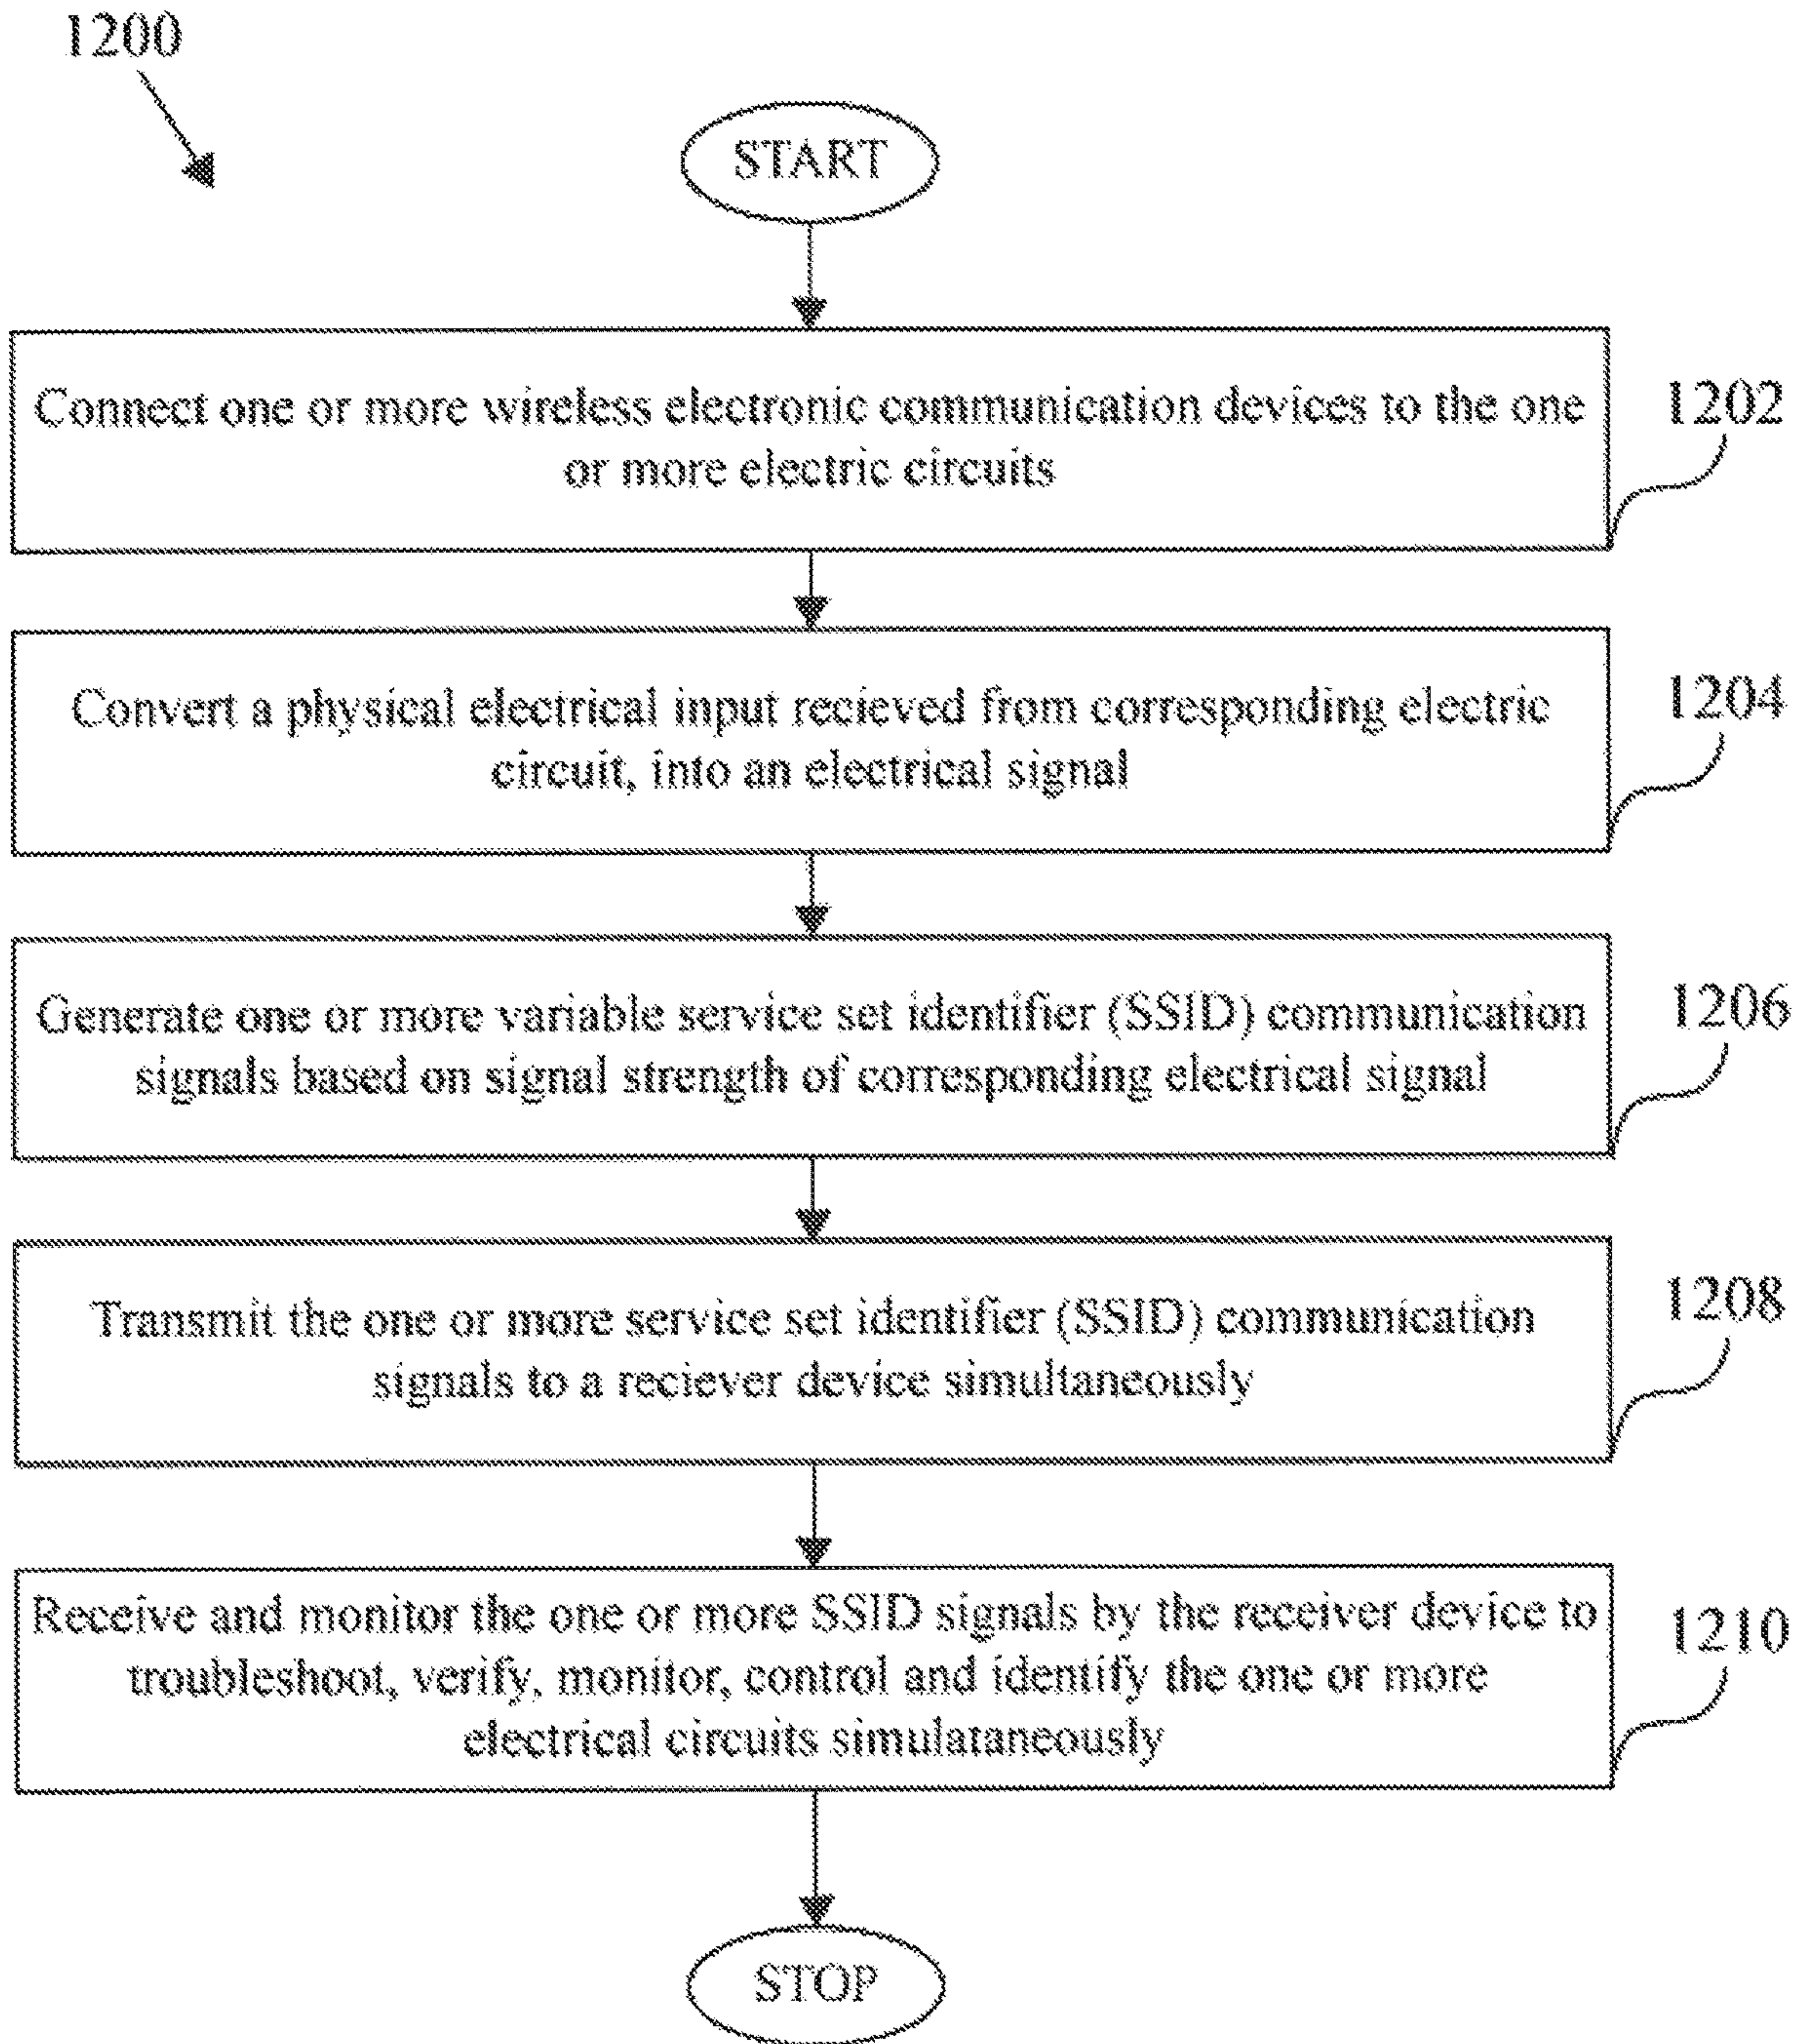 1200
START
Connect one or more wireless electronic communication devices to the one
or more electric circuits
1202
Convert a physical electrical input recieved from corresponding electric
circuit, into an electrical signal
1204
Generate one or more variable service set identifier (SSID) communication
signals based on signal strength of corresponding electrical signal
1206
Transmit the one or more service set identifier (SSID) communication
signals to a reciever device simultaneously
1208
Receive and monitor the one or more SSID signals by the receiver device to
troubleshoot, verify, monitor, control and identify the one or more
electrical circuits simulataneously
1210
STOP